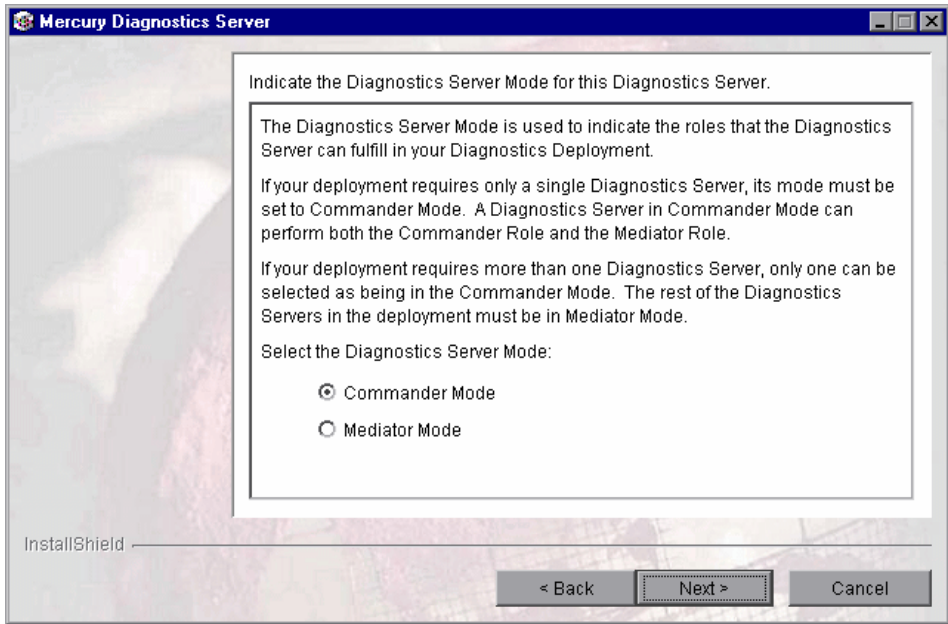 Mercury Diagnostics Server
Indicate the Diagnostics Server Mode for this Diagnostics Server.
The Diagnostics Server Mode is used to indicate the roles that the Diagnostics
Server can fulfill in your Diagnostics Deployment.
If your deployment requires only a single Diagnostics Server, its mode must be
set to Commander Mode. A Diagnostics Server in Commander Mode can
perform both the Commander Role and the Mediator Role.
If your deployment requires more than one Diagnostics Server, only one can be
selected as being in the Commander Mode. The rest of the Diagnostics
Servers in the deployment must be in Mediator Mode.
Select the Diagnostics Server Mode:
Commander Mode
Mediator Mode
InstallShield
< Back Next > Cancel